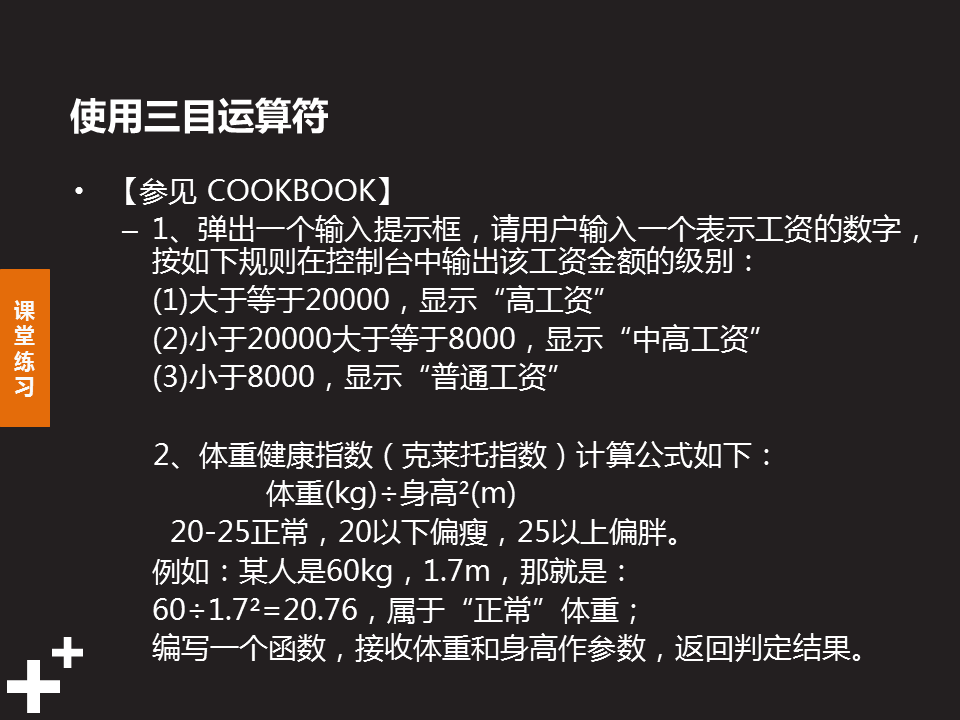 使用三目运算符
• 【参见 COOKBOOK】
– 1、弹出一个输入提示框，请用户输入一个表示工资的数字，
按如下规则在控制台中输出该工资金额的级别：
(1)大于等于20000，显示“高工资”
(2)小于20000大于等于8000，显示“中高工资”
(3)小于8000，显示“普通工资”
2、体重健康指数（克莱托指数）计算公式如下：
体重(kg)÷身高²(m)
20-25正常，20以下偏瘦，25以上偏胖。
例如：某人是60kg，1.7m，那就是：
60÷1.7²=20.76，属于“正常”体重；
编写一个函数，接收体重和身高作参数，返回判定结果。
课
堂
练
习